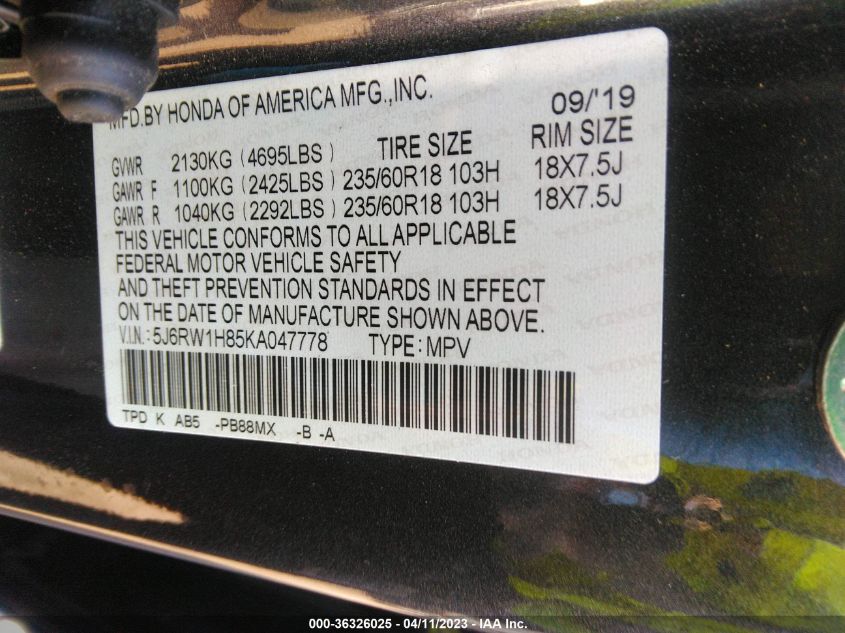 MFD.BY HONDA OF AMERICA MFG.,INC. 09/'19
GVWR 2130KG (4695LBS) TIRE SIZE RIM SIZE
GAWR F 1100KG (2425LBS) 235/60R18 103H 18X7.5J
GAWR R 1040KG (2292LBS) 235/60R18 103H 18X7.5J
THIS VEHICLE CONFORMS TO ALL APPLICABLE
FEDERAL MOTOR VEHICLE SAFETY
AND THEFT PREVENTION STANDARDS IN EFFECT
ON THE DATE OF MANUFACTURE SHOWN ABOVE.
V.I.N.: 5J6RW1H85KA047778 TYPE: MPV
TPD K AB5 -PB88MX -B -A
000-36326025 - 04/11/2023 - IAA Inc.